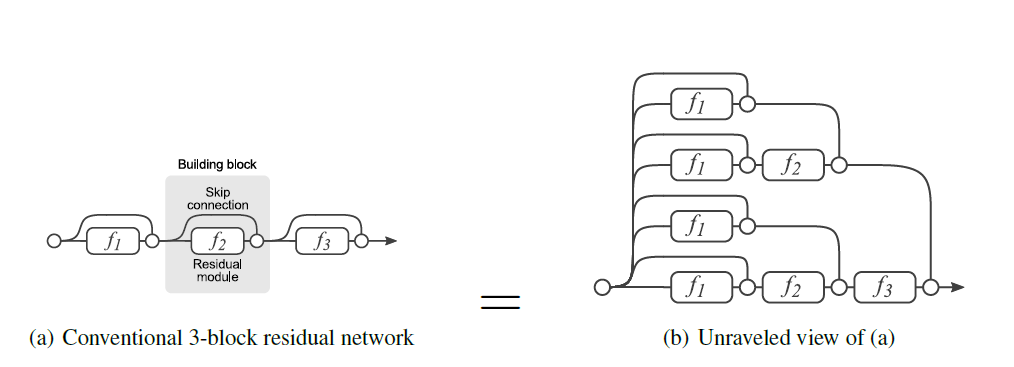 Building block
Skip
connection
f1
f2
f3
Residual
module
(a) Conventional 3-block residual network
=
f1
f1 f2
f1
f1 f2 f3
(b) Unraveled view of (a)